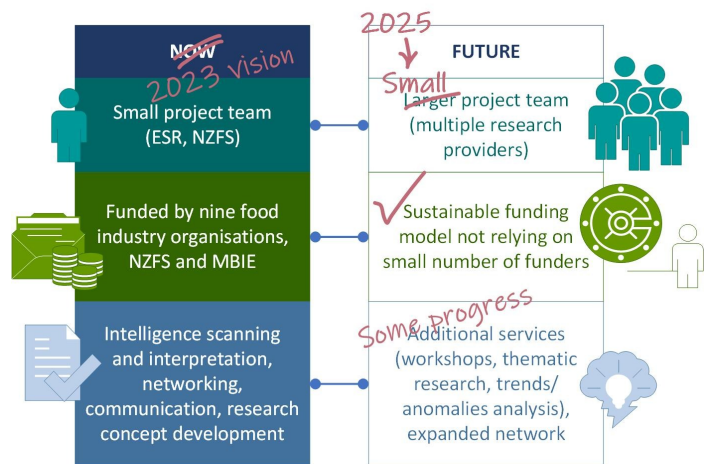 NOW
2023 vision
Small project team
(ESR, NZFS)
Funded by nine food
industry organisations,
NZFS and MBIE
Intelligence scanning
and interpretation,
networking,
communication, research
concept development
2025
FUTURE
Small
Larger project team
(multiple research
providers)
Sustainable funding
model not relying on
small number of funders
Some progress
Additional services
(workshops, thematic
research, trends/
anomalies analysis),
expanded network